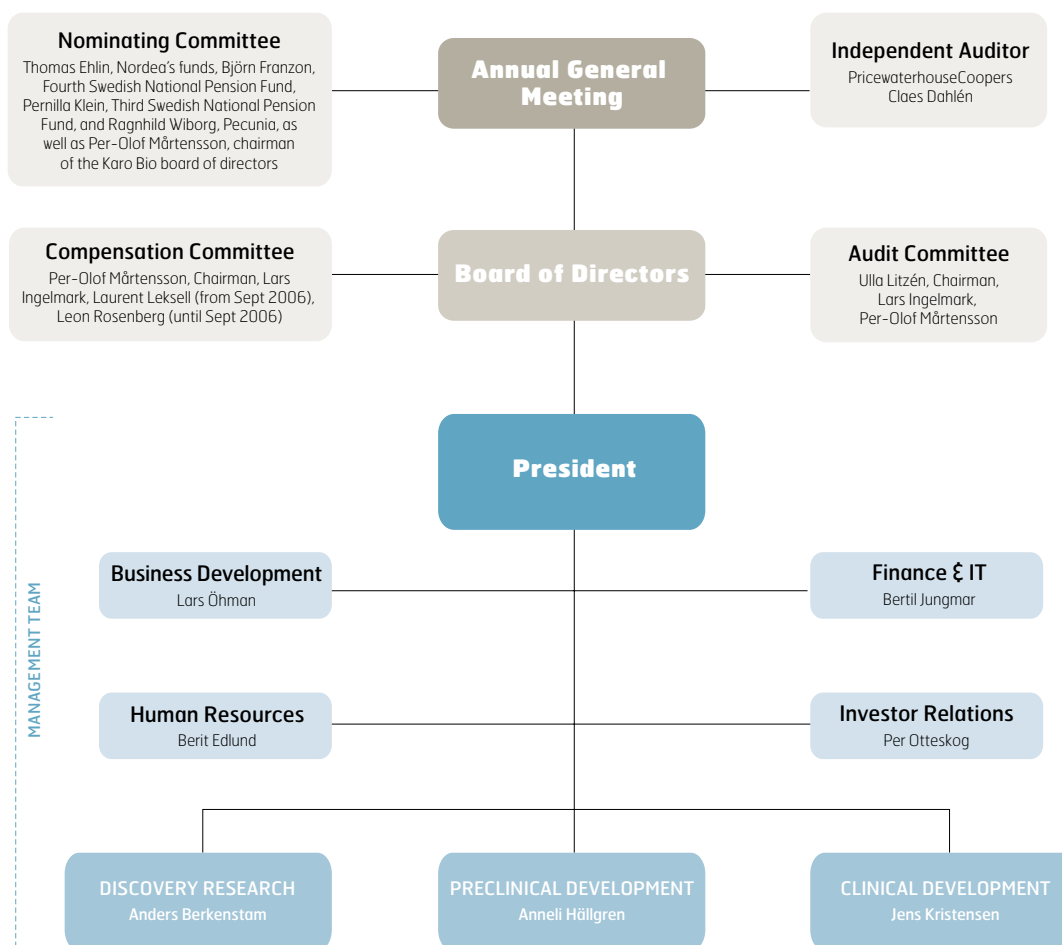 Nominating Committee
Thomas Ehlin, Nordea's funds, Björn Franzon,
Fourth Swedish National Pension Fund,
Pernilla Klein, Third Swedish National Pension
Fund, and Ragnhild Wiborg, Pecunia, as
well as Per-Olof Mårtensson, chairman
of the Karo Bio board of directors
Annual General
Meeting
Independent Auditor
PricewaterhouseCoopers
Claes Dahlén
Compensation Committee
Per-Olof Mårtensson, Chairman, Lars
Ingelmark, Laurent Leksell (from Sept 2006),
Leon Rosenberg (until Sept 2006)
Board of Directors
Audit Committee
Ulla Litzén, Chairman,
Lars Ingelmark,
Per-Olof Mårtensson
President
MANAGEMENT TEAM
Business Development
Lars Öhman
Finance & IT
Bertil Jungmar
Human Resources
Berit Edlund
Investor Relations
Per Otteskog
DISCOVERY RESEARCH
Anders Berkenstam
PRECLINICAL DEVELOPMENT
Anneli Hällgren
CLINICAL DEVELOPMENT
Jens Kristensen